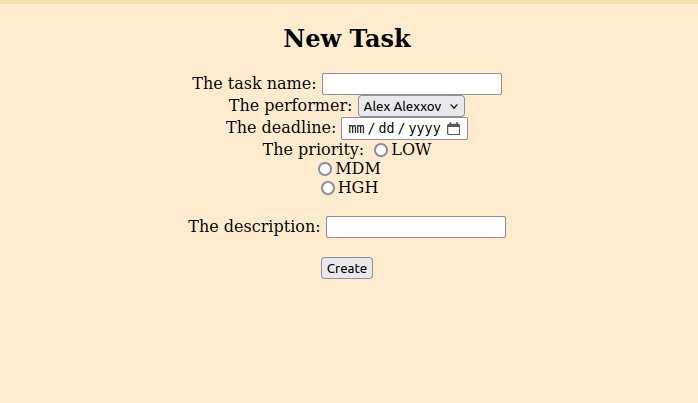 New Task
The task name:
The performer: Alex Alexxov
The deadline: mm / dd / yyyy
The priority: LOW
MDM
HGH
The description:
Create